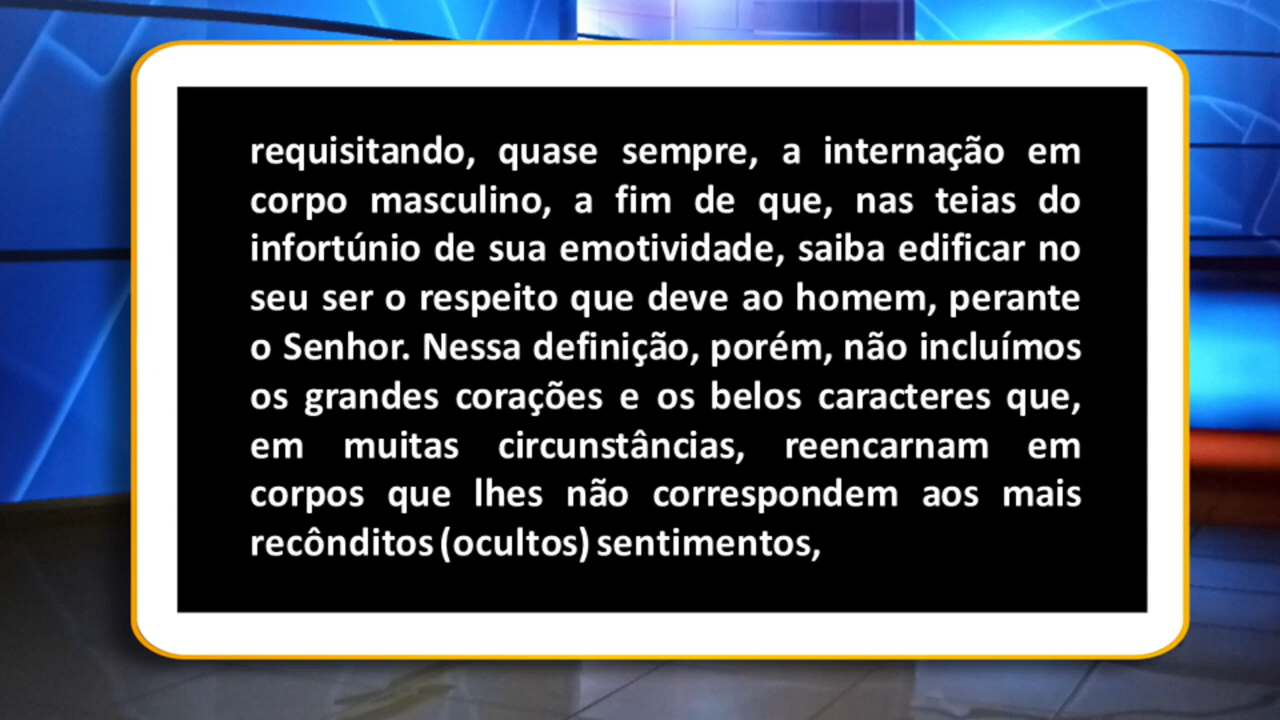 requisitando, quase sempre, a internação em
corpo masculino, a fim de que, nas teias do
infortúnio de sua emotividade, saiba edificar no
seu ser o respeito que deve ao homem, perante
o Senhor. Nessa definição, porém, não incluímos
os grandes corações e os belos caracteres que,
em muitas circunstâncias, reencarnam em
corpos que lhes não correspondem aos mais
recônditos (ocultos) sentimentos,